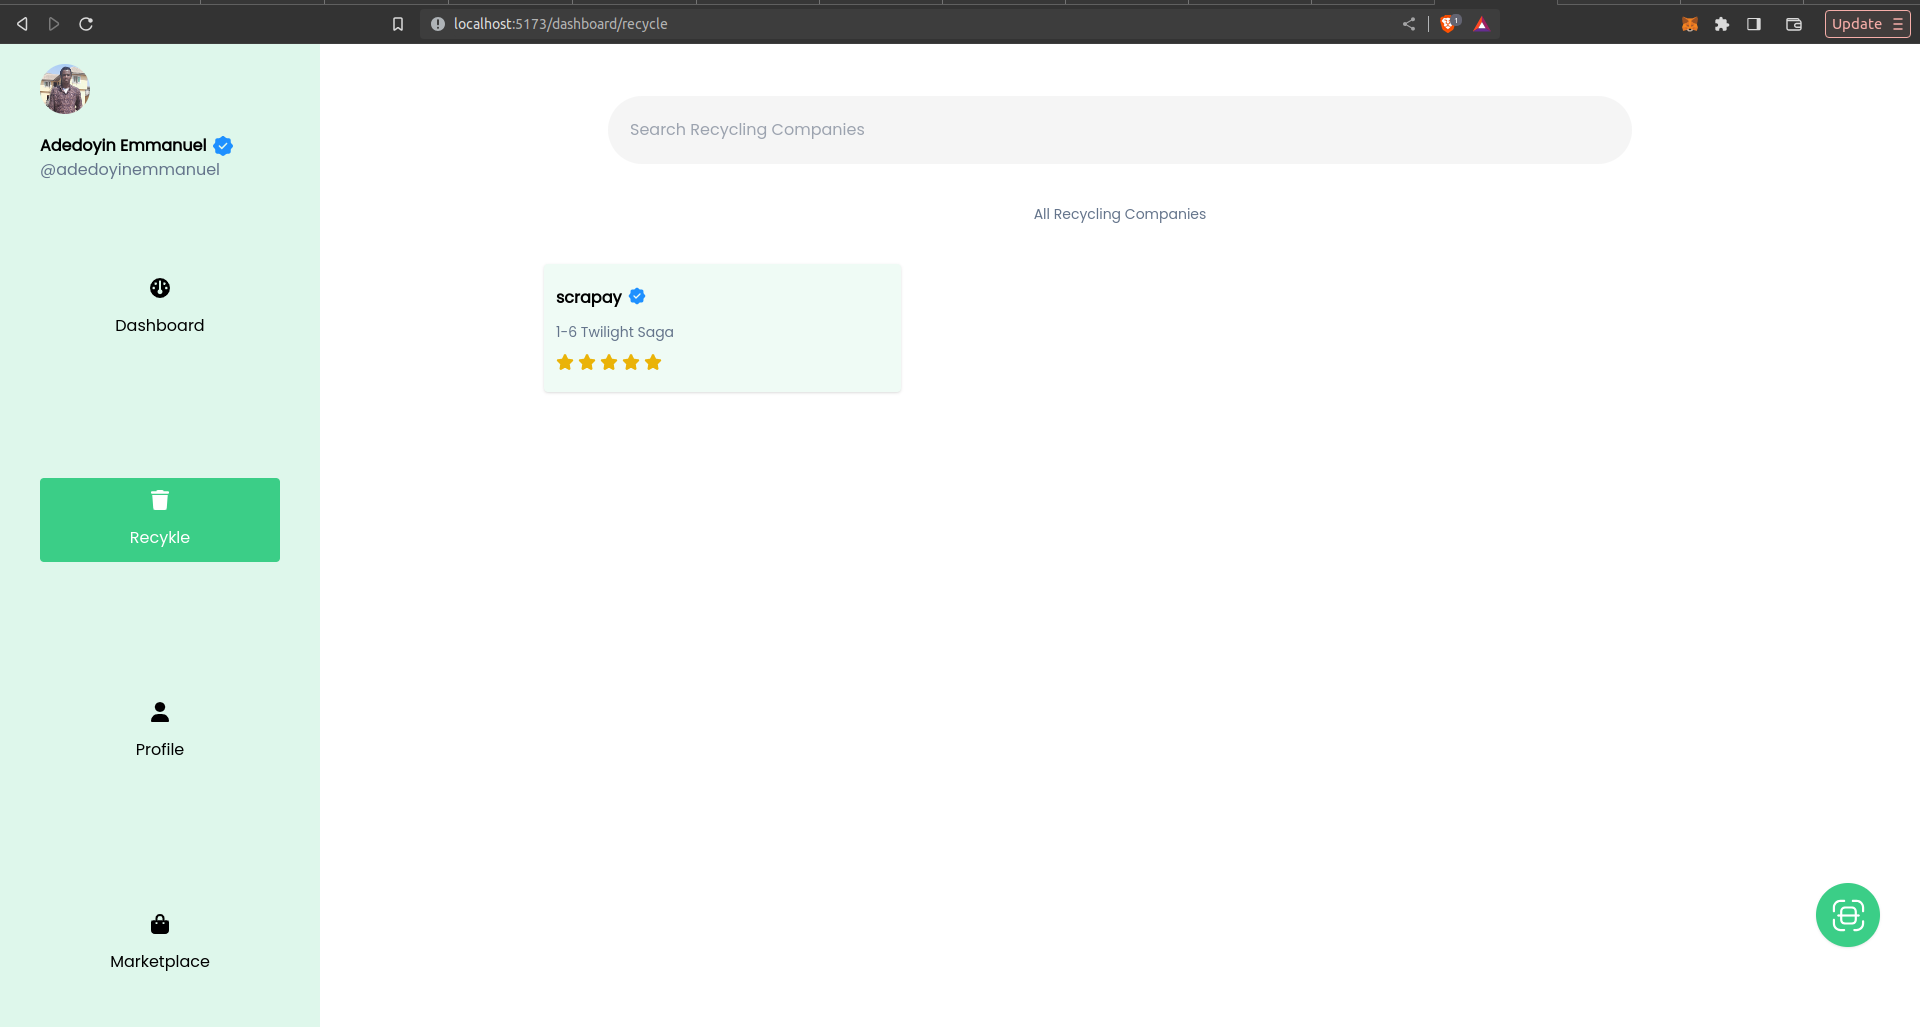 localhost:5173/dashboard/recycle
1
Update
Adedoyin Emmanuel
@adedoyinemmanuel
Dashboard
Recykle
Profile
Marketplace
Search Recycling Companies
All Recycling Companies
scrapay
1-6 Twilight Saga